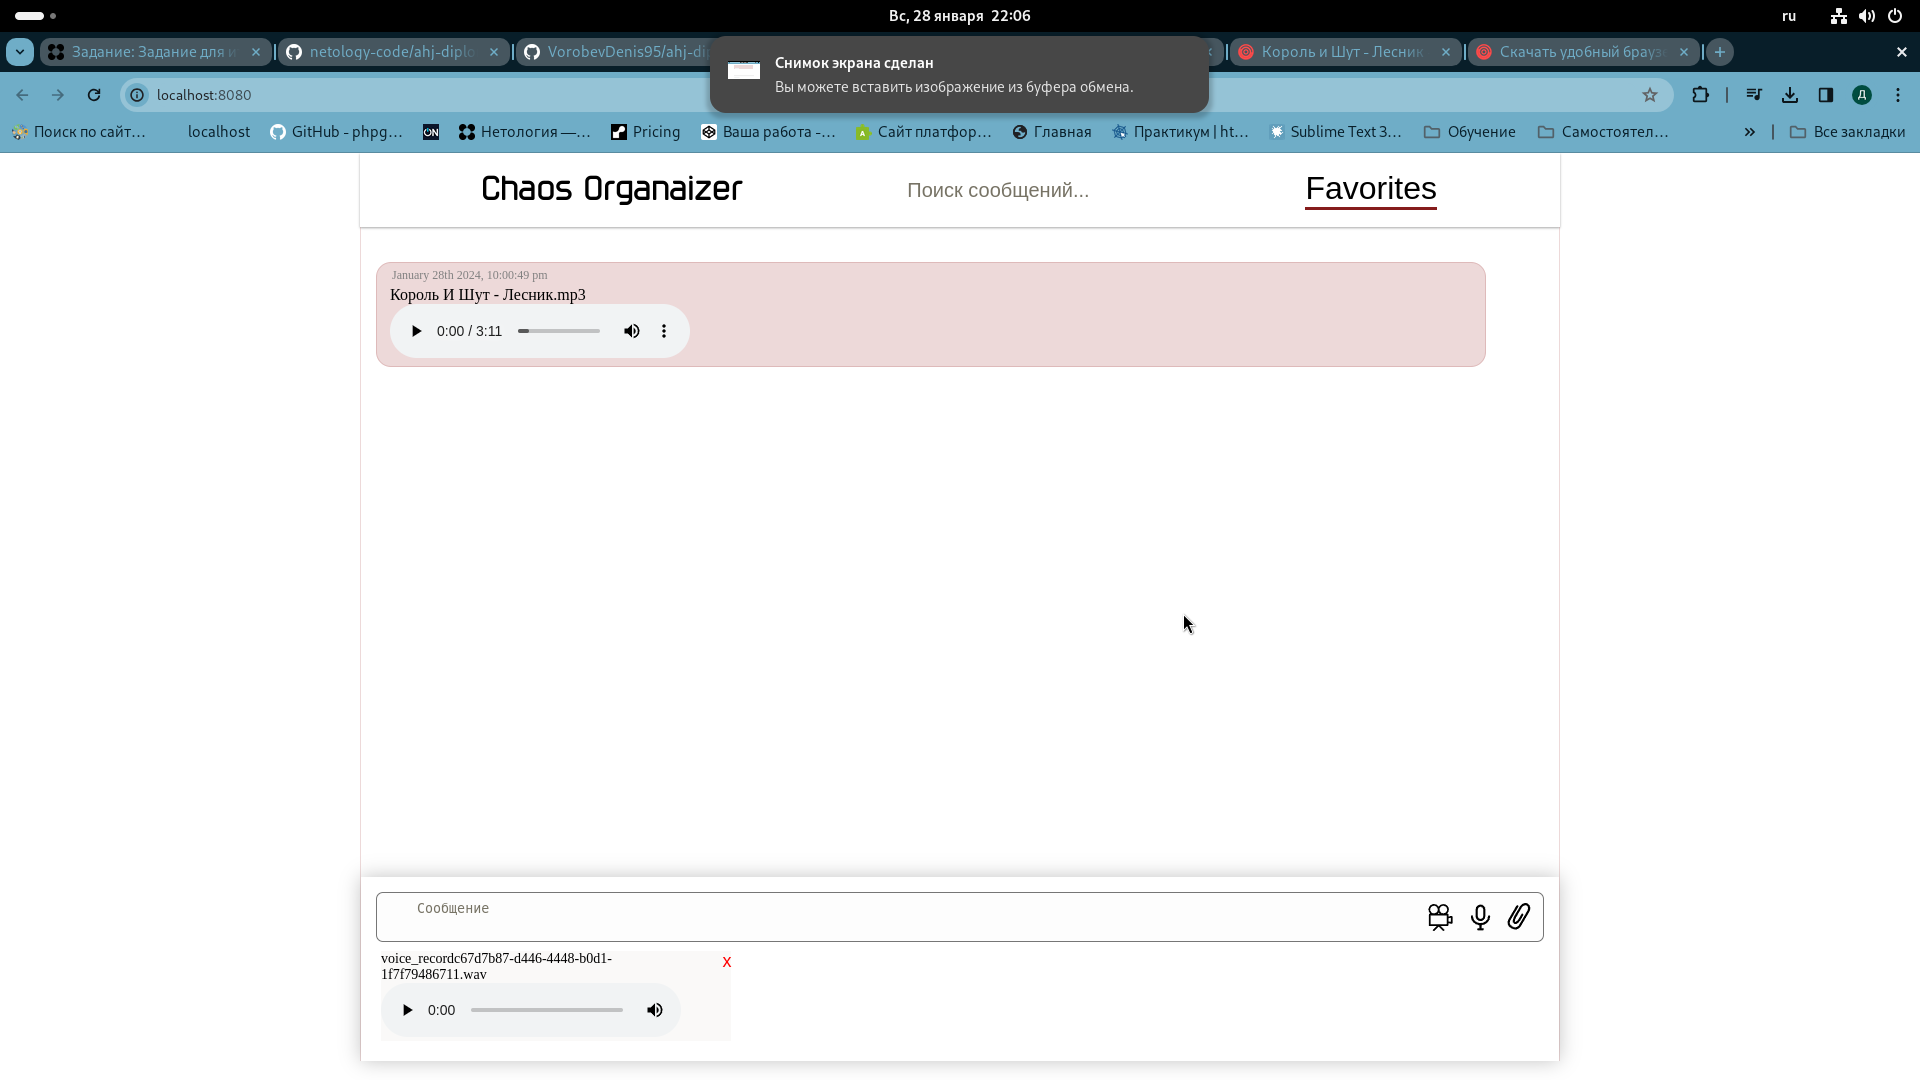 Вс, 28 января 22:06
ru
Задание: Задание для и
netology-code/ahj-diplo
VorobevDenis95/ahj-dip
Король и Шут - Лесник
Скачать удобный брауз
Снимок экрана сделан
Вы можете вставить изображение из буфера обмена.
localhost:8080
Д
Поиск по сайт…
localhost
GitHub - phpg…
ON
Нетология —…
Pricing
Ваша работа -…
Сайт платфор…
Главная
Практикум | ht…
Sublime Text 3…
Обучение
Самостоятел…
Все закладки
Chaos Organaizer
Поиск сообщений...
Favorites
January 28th 2024, 10:00:49 pm
Король И Шут - Лесник.mp3
0:00 / 3:11
Сообщение
voice_recordc67d7b87-d446-4448-b0d1-
1f7f79486711.wav
X
0:00